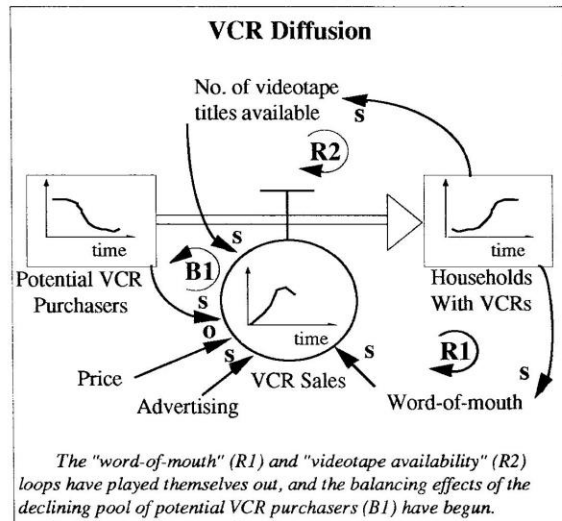 VCR Diffusion
No. of videotape
titles available
s
R2
time
Potential VCR
Purchasers
B1
s
s
o
s
time
VCR Sales
Price
Advertising
time
Households
With VCRs
s
R1
s
Word-of-mouth
The "word-of-mouth" (R1) and "videotape availability" (R2)
loops have played themselves out, and the balancing effects of the
declining pool of potential VCR purchasers (B1) have begun.